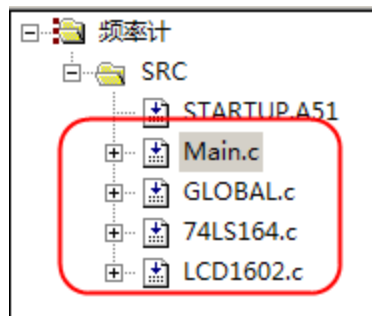 频率计
SRC
STARTUP.A51
Main.c
GLOBAL.c
74LS164.c
LCD1602.c